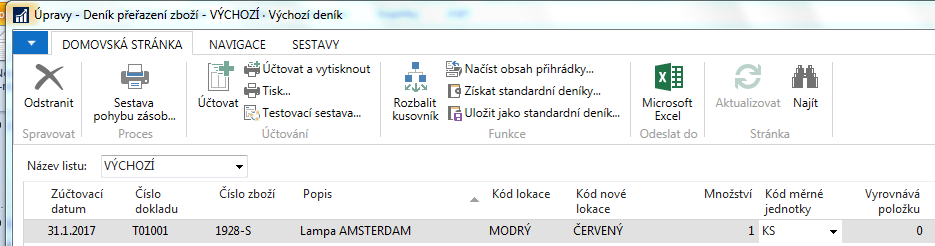 Úpravy - Deník přeřazení zboží - VÝCHOZÍ · Výchozí deník
DOMOVSKÁ STRÁNKA NAVIGACE SESTAVY
Odstranit
Spravovat
Sestava
pohybu zásob...
Proces
Účtovat
Účtovat a vytisknout
Tisk...
Testovací sestava...
Účtování
Rozbalit
kusovník
Načíst obsah přihrádky...
Získat standardní deníky...
Uložit jako standardní deník...
Funkce
Microsoft
Excel
Odeslat do
Aktualizovat
Najít
Stránka
Název listu: VÝCHOZÍ
Zúčtovací
datum
Číslo
dokladu
Číslo zboží
Popis
Kód lokace
Kód nové
lokace
Množství
Kód měrné
jednotky
Vyrovnává
položku
31.1.2017 T01001 1928-S Lampa AMSTERDAM MODRÝ ČERVENÝ 1 KS 0